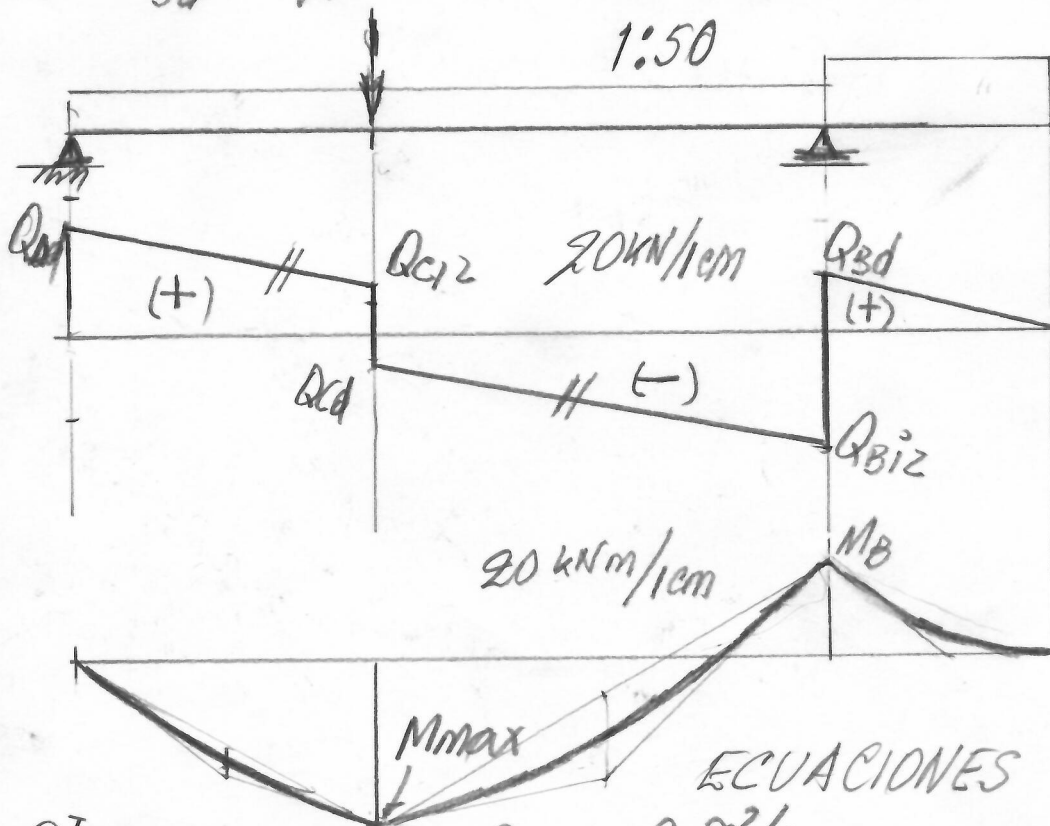 1:50
QAd
QCiz
20KN/1cm
QBd
(+)
(+)
QCd
(-)
QBiz
20 kNm/1cm
MB
Mmax
ECUACIONES